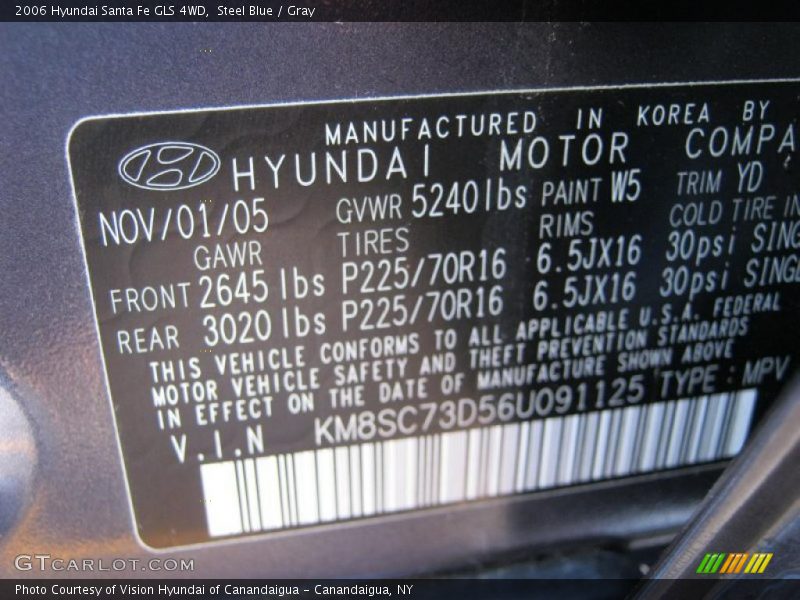 2006 Hyundai Santa Fe GLS 4WD,  Steel Blue / Gray
MANUFACTURED IN KOREA BY
HYUNDAI MOTOR COMPA
NOV/01/05 GVWR 5240lbs PAINT W5 TRIM YD
GAWR TIRES RIMS COLD TIRE IN
FRONT 2645 lbs P225/70R16 6.5JX16 30psi SING
REAR 3020 lbs P225/70R16 6.5JX16 30psi SINGL
THIS VEHICLE CONFORMS TO ALL APPLICABLE U.S.A. FEDERAL
MOTOR VEHICLE SAFETY AND THEFT PREVENTION STANDARDS
IN EFFECT ON THE DATE OF MANUFACTURE SHOWN ABOVE
V.I.N KM8SC73D56U091125 TYPE : MPV
GTCARLOT.COM
Photo Courtesy of Vision Hyundai of Canandaigua - Canandaigua, NY